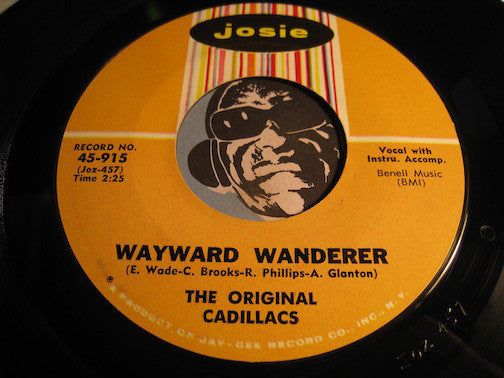 josie
RECORD NO.
45-915
(Joz-457)
Time 2:25
Vocal with
Instru. Accomp.
Benell Music
(BMI)
WAYWARD WANDERER
(E. Wade-C. Brooks-R. Phillips-A. Glanton)
THE ORIGINAL
CADILLACS
A PRODUCT OF JAY-GEE RECORD CO., INC., N.Y.